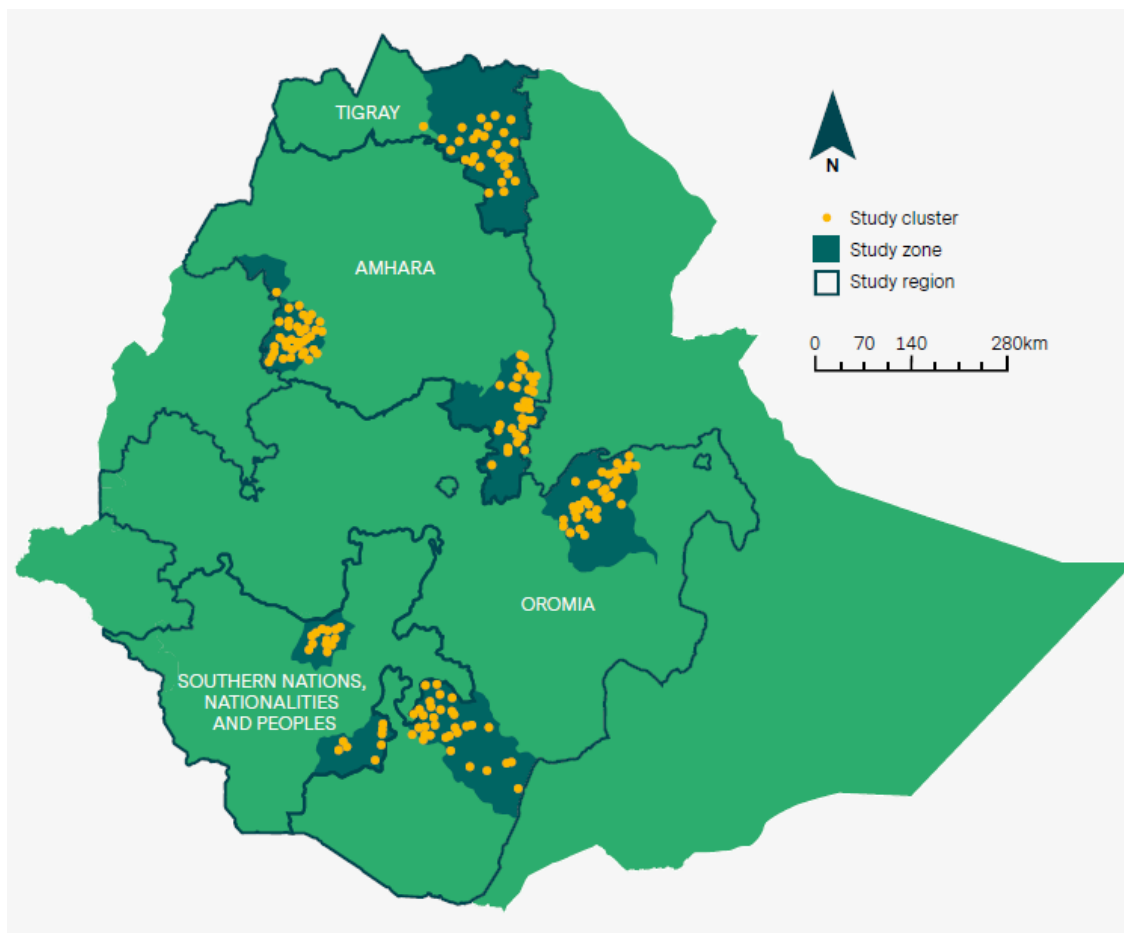 TIGRAY
N
Study cluster
AMHARA
Study zone
Study region
0 70 140 280km
OROMIA
SOUTHERN NATIONS,
NATIONALITIES
AND PEOPLES